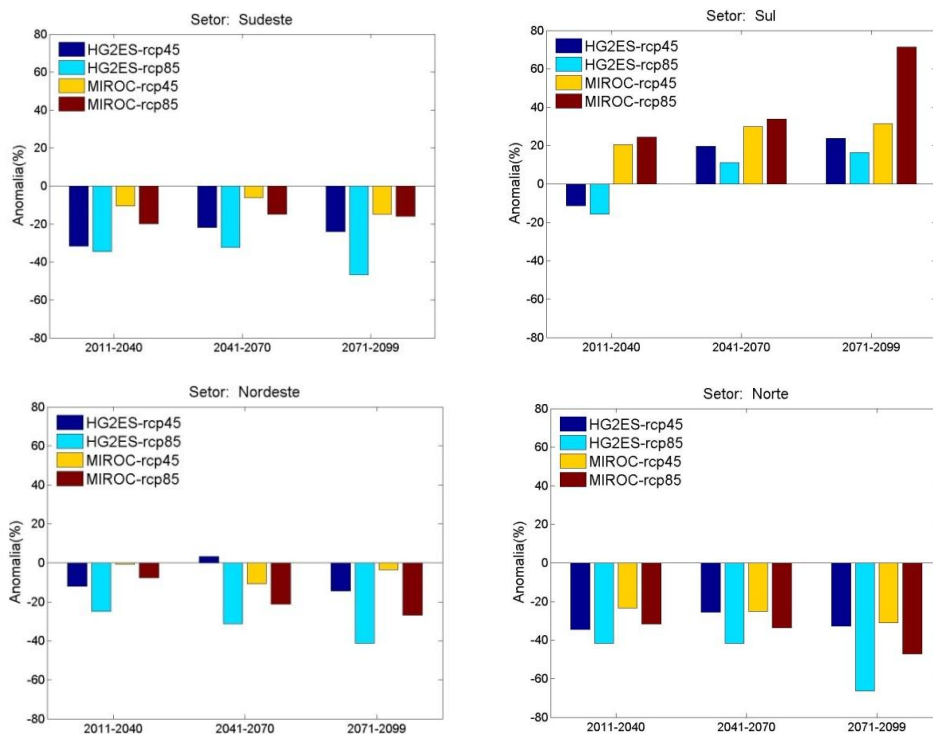 Setor: Sudeste
80
60
40
20
0
-20
-40
-60
-80
Anomalia(%)
HG2ES-rcp45
HG2ES-rcp85
MIROC-rcp45
MIROC-rcp85
2011-2040 2041-2070 2071-2099
Setor: Sul
80
60
40
20
0
-20
-40
-60
-80
Anomalia(%)
HG2ES-rcp45
HG2ES-rcp85
MIROC-rcp45
MIROC-rcp85
2011-2040 2041-2070 2071-2099
Setor: Nordeste
80
60
40
20
0
-20
-40
-60
-80
Anomalia(%)
HG2ES-rcp45
HG2ES-rcp85
MIROC-rcp45
MIROC-rcp85
2011-2040 2041-2070 2071-2099
Setor: Norte
80
60
40
20
0
-20
-40
-60
-80
Anomalia(%)
HG2ES-rcp45
HG2ES-rcp85
MIROC-rcp45
MIROC-rcp85
2011-2040 2041-2070 2071-2099